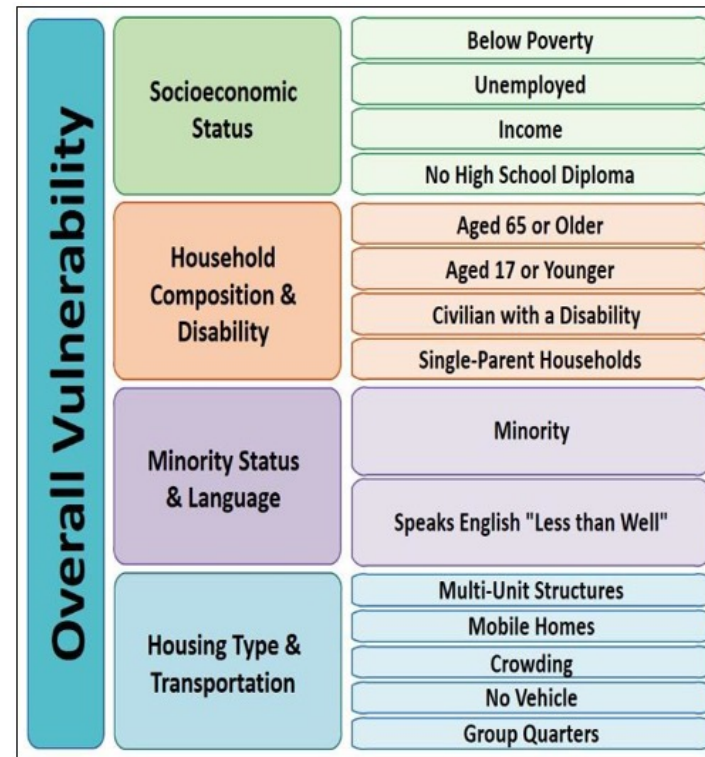 Overall Vulnerability
Socioeconomic
Status
Below Poverty
Unemployed
Income
No High School Diploma
Household
Composition &
Disability
Aged 65 or Older
Aged 17 or Younger
Civilian with a Disability
Single-Parent Households
Minority Status
& Language
Minority
Speaks English "Less than Well"
Housing Type &
Transportation
Multi-Unit Structures
Mobile Homes
Crowding
No Vehicle
Group Quarters